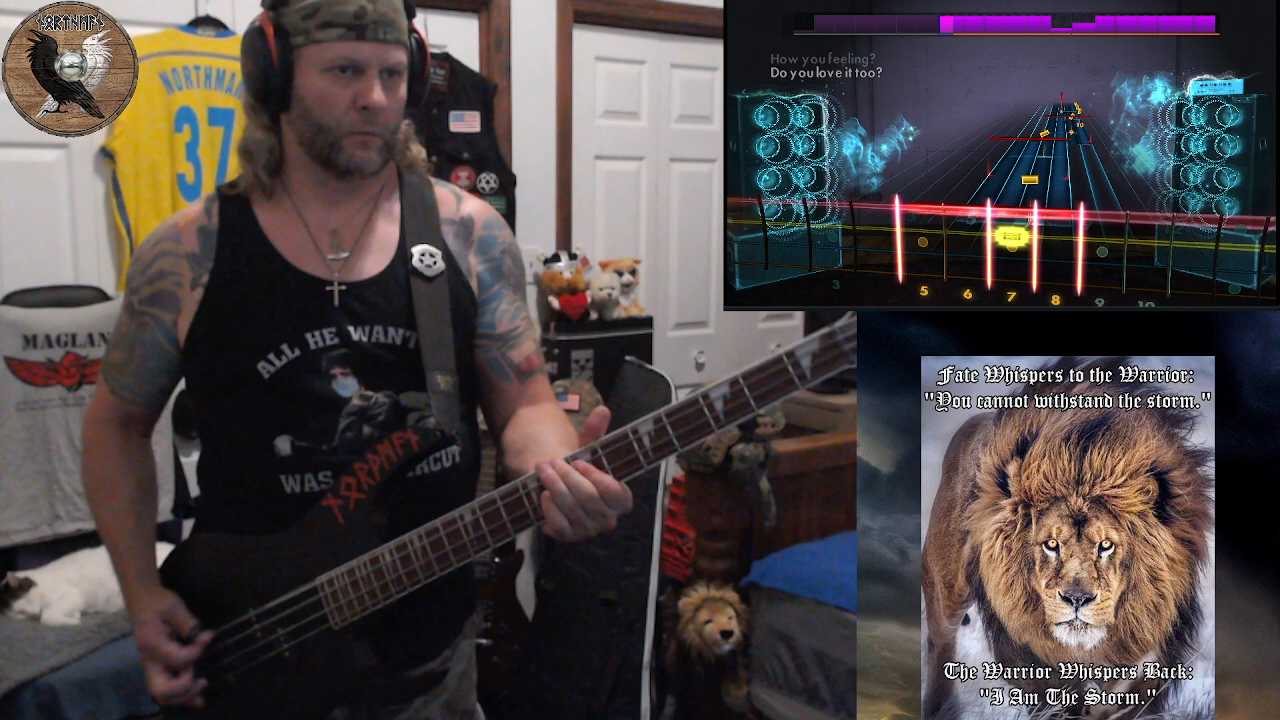 NORTHMAN
NORTHMAN
37
MAGLAN
ALL HE WANT
WAS
NORÞMAN
How you feeling?
Do you love it too?
3
5
6
7
8
9
10
Fate Whispers to the Warrior:
"You cannot withstand the storm."
The Warrior Whispers Back:
"I Am The Storm."